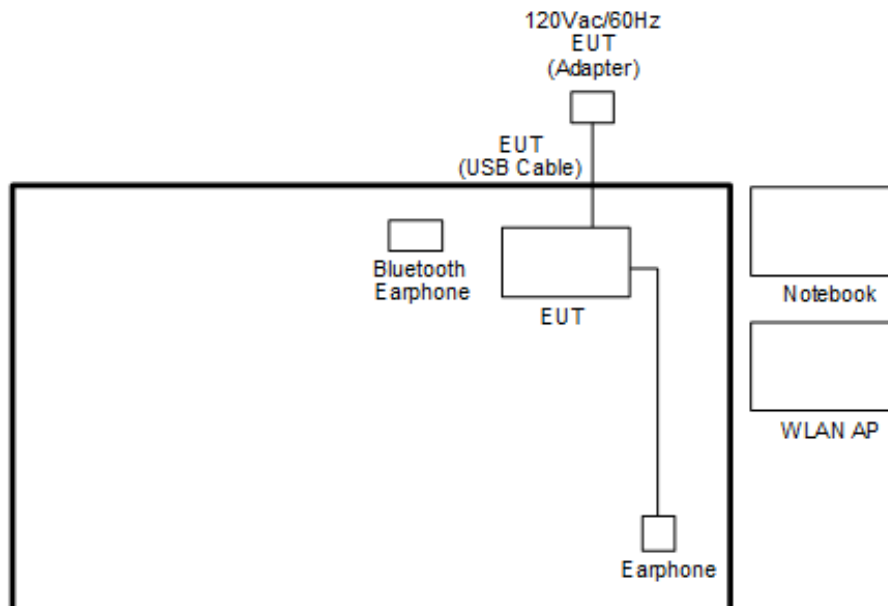 120Vac/60Hz
EUT
(Adapter)
EUT
(USB Cable)
Bluetooth
Earphone
EUT
Notebook
WLAN AP
Earphone